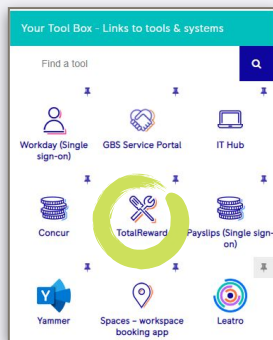 Your Tool Box - Links to tools & systems
Find a tool
Workday (Single
sign-on)
GBS Service Portal
IT Hub
Concur
TotalReward
Payslips (Single sign-
on)
Yammer
Spaces – workspace
booking app
Leatro